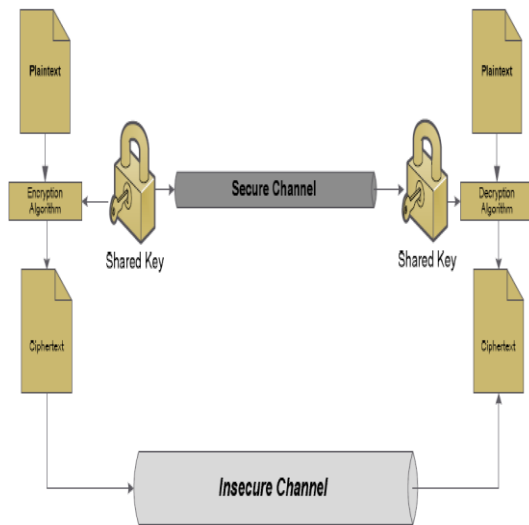 Plaintext
Plaintext
Encryption
Algorithm
Secure Channel
Decryption
Algorithm
Shared Key
Shared Key
Ciphertext
Ciphertext
Insecure Channel